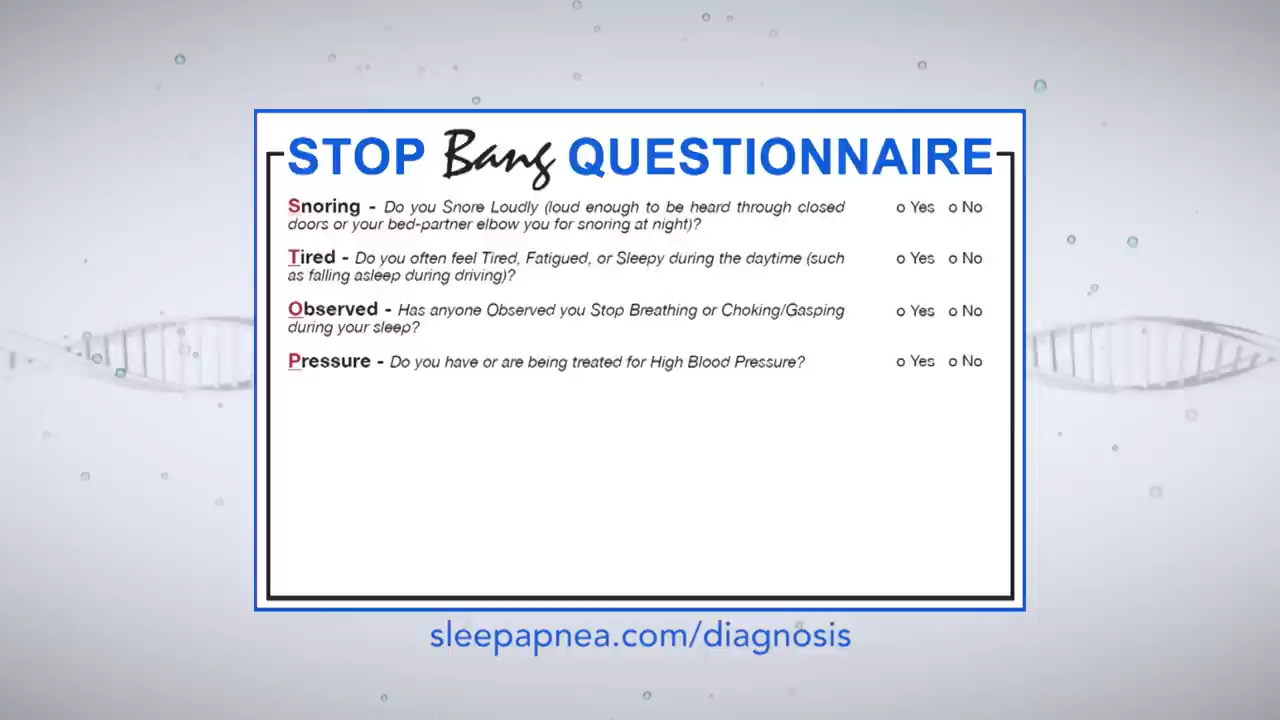 STOP Bang QUESTIONNAIRE
Snoring - Do you Snore Loudly (loud enough to be heard through closed o Yes o No
doors or your bed-partner elbow you for snoring at night)?
Tired - Do you often feel Tired, Fatigued, or Sleepy during the daytime (such o Yes o No
as falling asleep during driving)?
Observed - Has anyone Observed you Stop Breathing or Choking/Gasping o Yes o No
during your sleep?
Pressure - Do you have or are being treated for High Blood Pressure? o Yes o No
sleepapnea.com/diagnosis